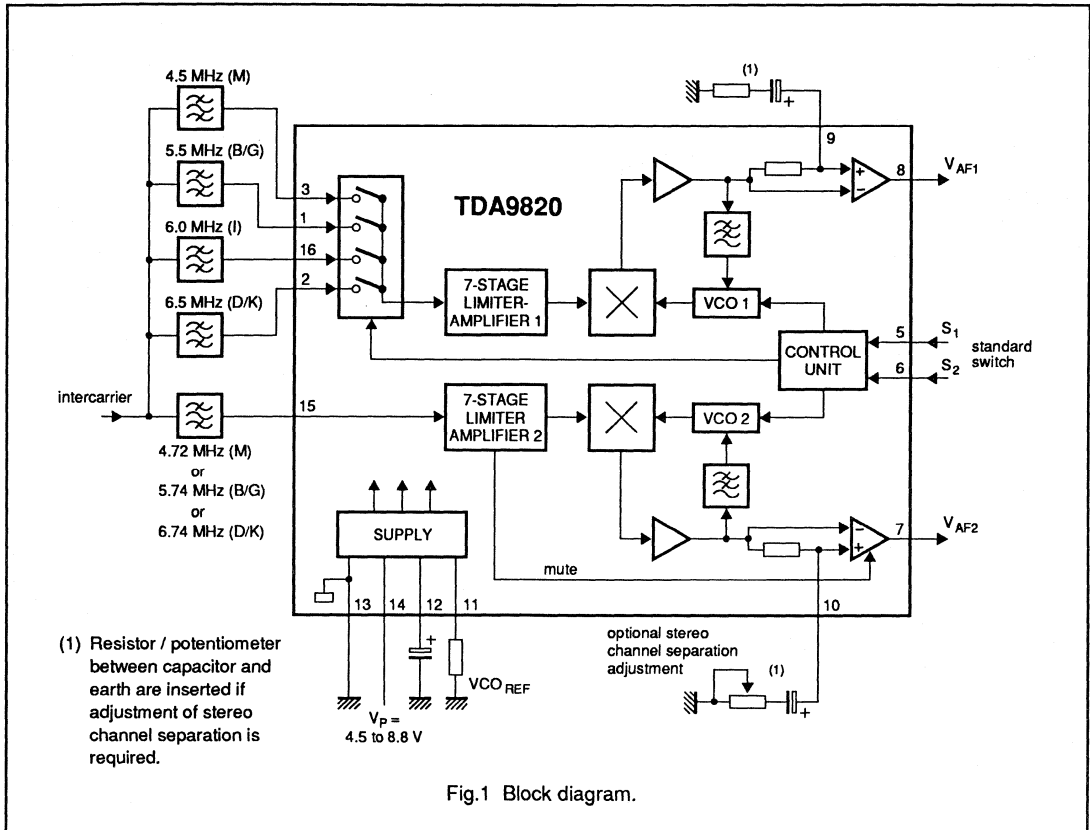 4.5 MHz (M)
5.5 MHz (B/G)
6.0 MHz (I)
6.5 MHz (D/K)
intercarrier
4.72 MHz (M)
or
5.74 MHz (B/G)
or
6.74 MHz (D/K)
3
1
16
2
15
TDA9820
7-STAGE
LIMITER-
AMPLIFIER 1
7-STAGE
LIMITER
AMPLIFIER 2
VCO 1
VCO 2
CONTROL
UNIT
(1)
+
9
+
−
8
VAF1
5
S1
6
S2
standard
switch
−
+
7
VAF2
mute
SUPPLY
13
14
12
11
10
+
VCO REF
VP =
4.5 to 8.8 V
optional stereo
channel separation
adjustment
(1)
+
(1) Resistor / potentiometer
between capacitor and
earth are inserted if
adjustment of stereo
channel separation is
required.
Fig.1 Block diagram.